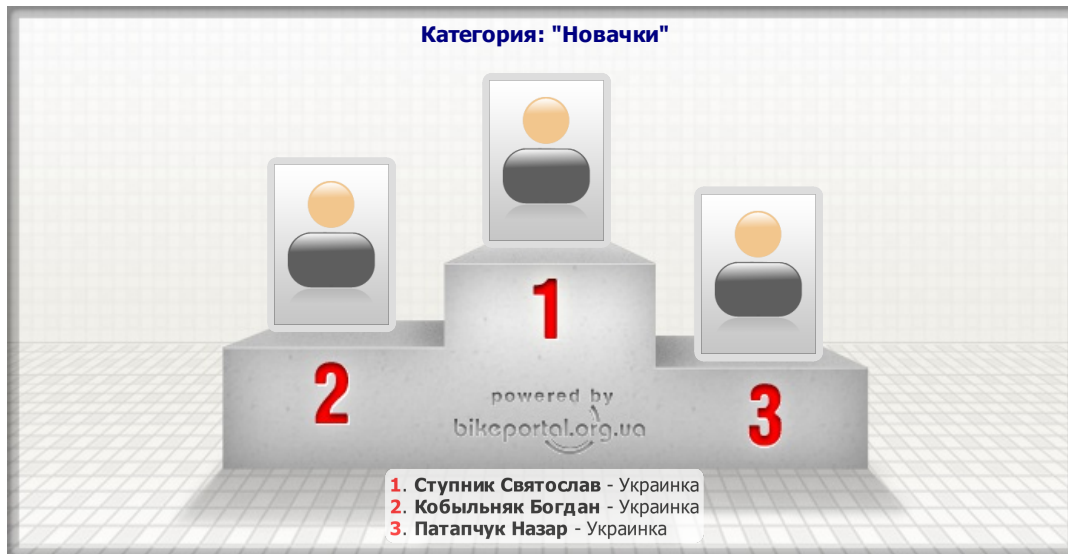 Категория: "Новачки"
1
2
3
powered by
bikeportal.org.ua
1. Ступник Святослав - Украинка
2. Кобыльняк Богдан - Украинка
3. Патапчук Назар - Украинка